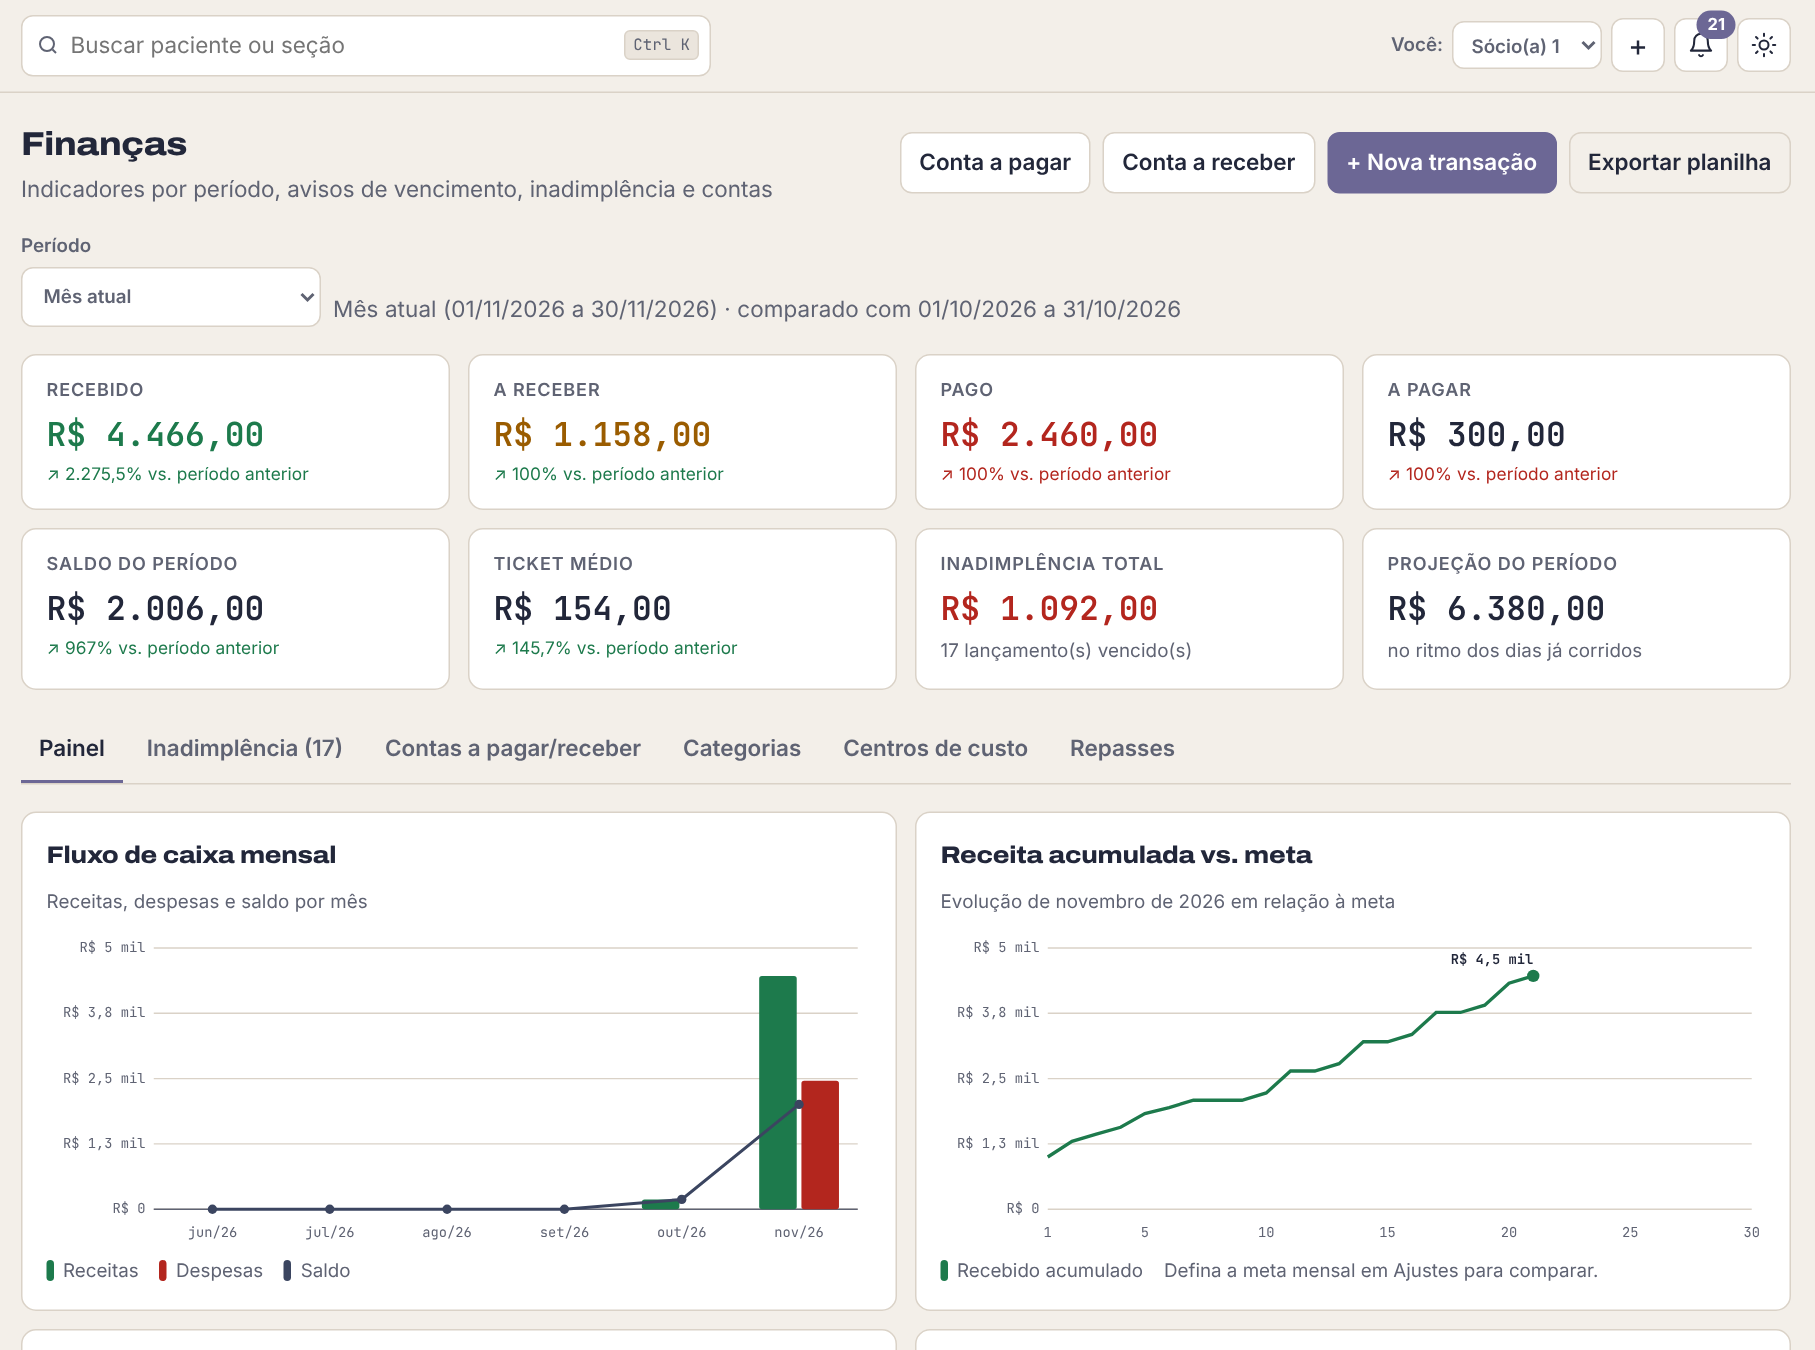 Buscar paciente ou seção
Ctrl K
Você:
Sócio(a) 1
+
21
Finanças
Indicadores por período, avisos de vencimento, inadimplência e contas
Conta a pagar
Conta a receber
+ Nova transação
Exportar planilha
Período
Mês atual
Mês atual (01/11/2026 a 30/11/2026) · comparado com 01/10/2026 a 31/10/2026
RECEBIDO
R$ 4.466,00
↗ 2.275,5% vs. período anterior
A RECEBER
R$ 1.158,00
↗ 100% vs. período anterior
PAGO
R$ 2.460,00
↗ 100% vs. período anterior
A PAGAR
R$ 300,00
↗ 100% vs. período anterior
SALDO DO PERÍODO
R$ 2.006,00
↗ 967% vs. período anterior
TICKET MÉDIO
R$ 154,00
↗ 145,7% vs. período anterior
INADIMPLÊNCIA TOTAL
R$ 1.092,00
17 lançamento(s) vencido(s)
PROJEÇÃO DO PERÍODO
R$ 6.380,00
no ritmo dos dias já corridos
Painel
Inadimplência (17)
Contas a pagar/receber
Categorias
Centros de custo
Repasses
Fluxo de caixa mensal
Receitas, despesas e saldo por mês
R$ 5 mil
R$ 3,8 mil
R$ 2,5 mil
R$ 1,3 mil
R$ 0
jun/26
jul/26
ago/26
set/26
out/26
nov/26
Receitas
Despesas
Saldo
Receita acumulada vs. meta
Evolução de novembro de 2026 em relação à meta
R$ 5 mil
R$ 4,5 mil
R$ 3,8 mil
R$ 2,5 mil
R$ 1,3 mil
R$ 0
1
5
10
15
20
25
30
Recebido acumulado
Defina a meta mensal em Ajustes para comparar.